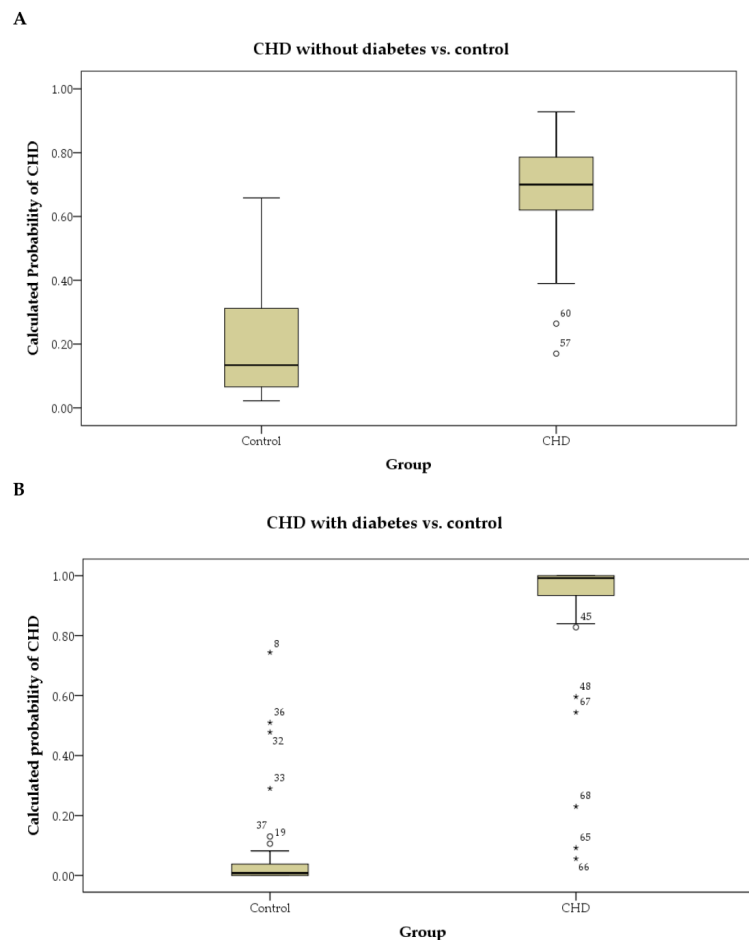 A
CHD without diabetes vs. control
Calculated Probability of CHD
1.00
0.80
0.60
0.40
0.20
0.00
60
57
Control
CHD
Group
B
CHD with diabetes vs. control
Calculated probability of CHD
1.00
0.80
0.60
0.40
0.20
0.00
8
36
32
33
37 19
45
48
67
68
65
66
Control
CHD
Group